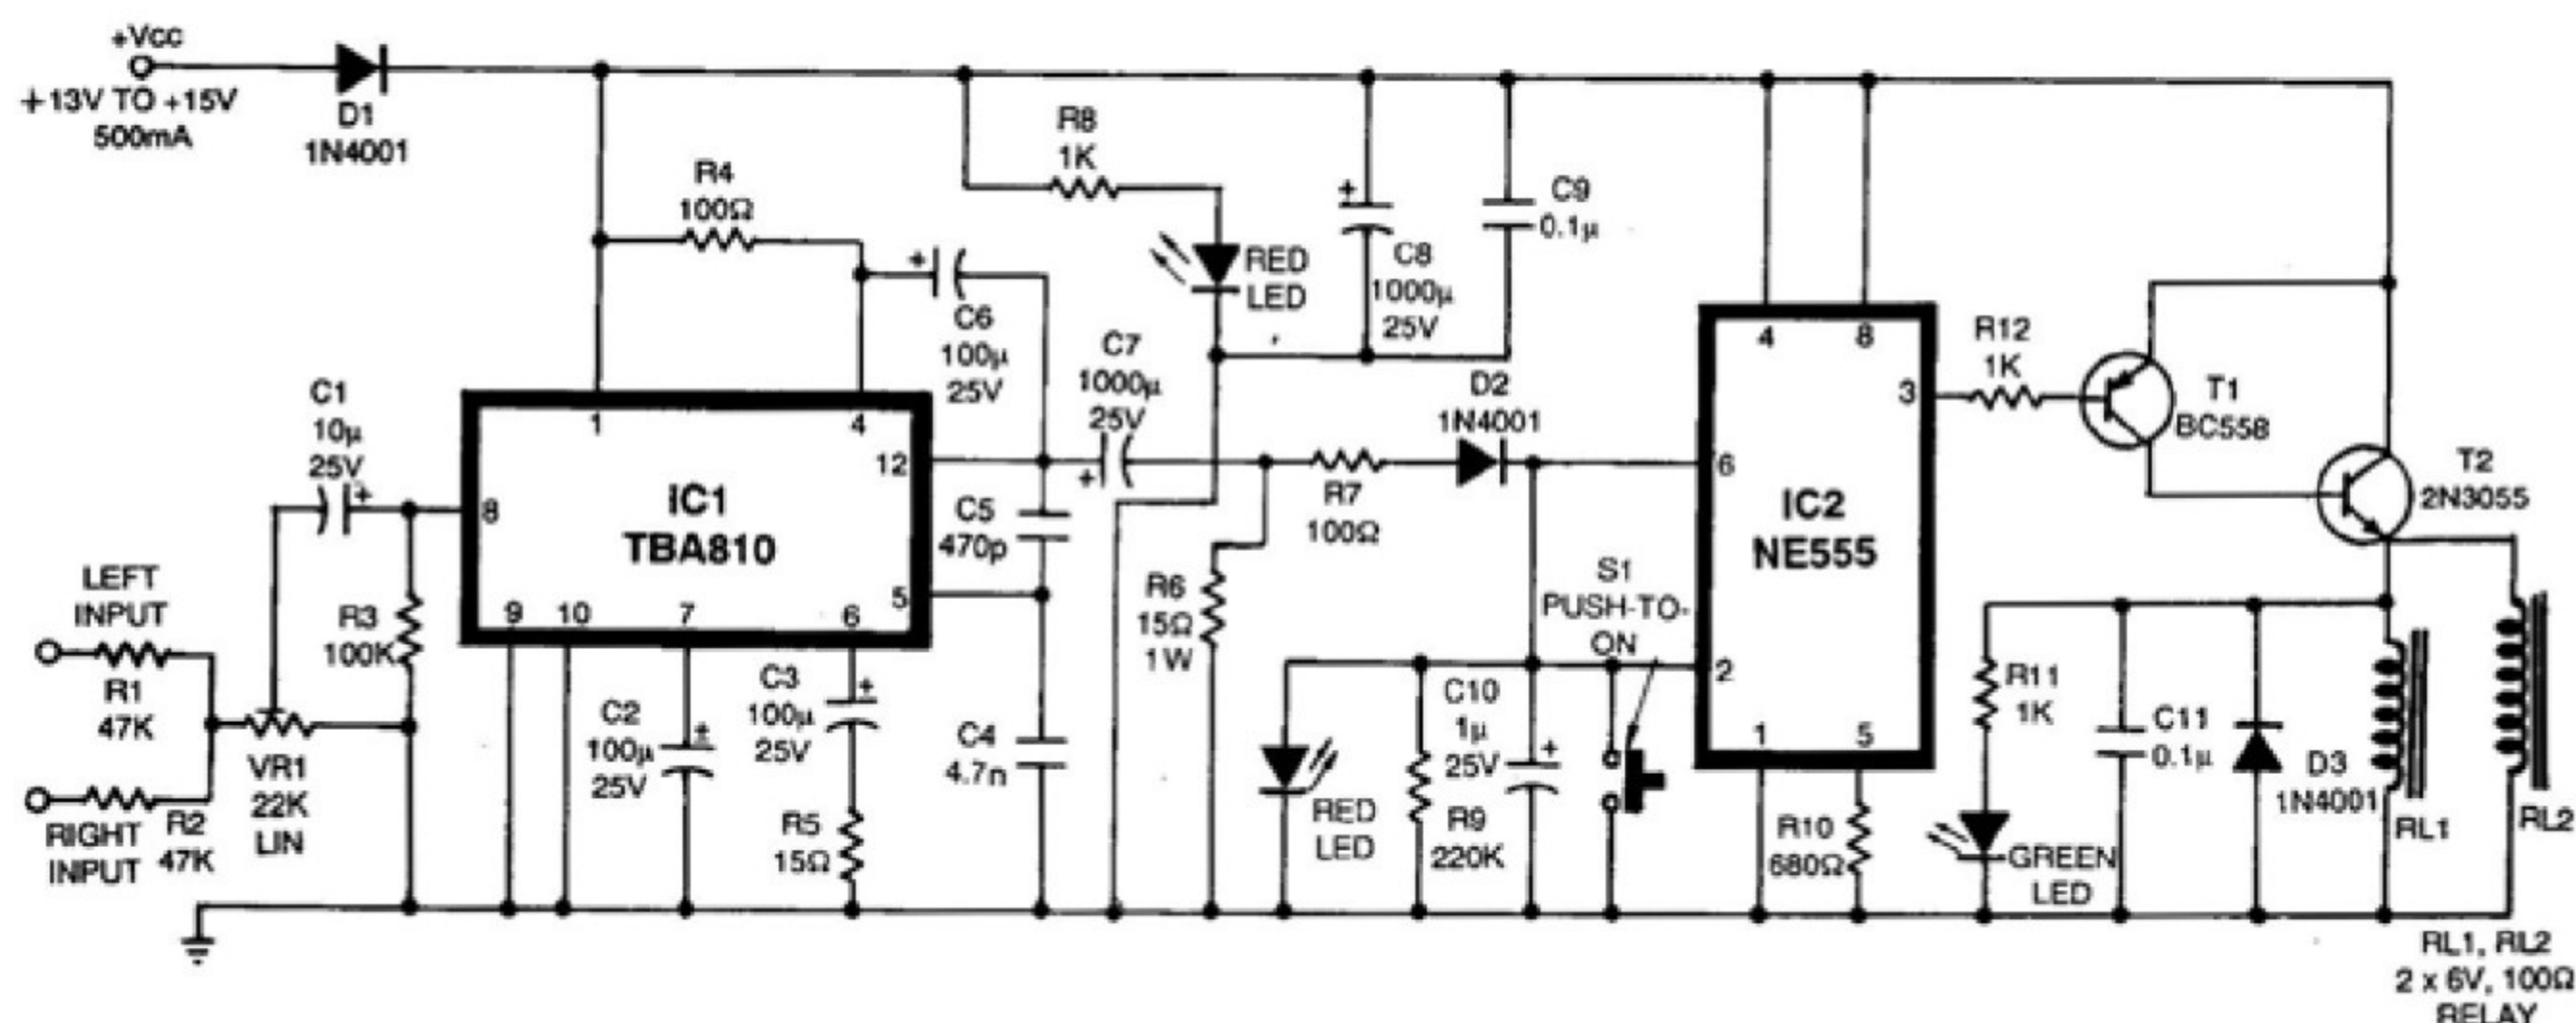 +Vcc
+13V TO +15V
500mA
D1
1N4001
R4
100Ω
R8
1K
RED
LED
C8
1000µ
25V
+
C9
0.1µ
C6
100µ
25V
+
C7
1000µ
25V
+
D2
1N4001
C1
10µ
25V
+
R3
100K
LEFT
INPUT
R1
47K
VR1
22K
LIN
RIGHT
INPUT
R2
47K
1
4
12
8
IC1
TBA810
9
10
7
6
5
C2
100µ
25V
+
C3
100µ
25V
+
R5
15Ω
C5
470p
C4
4.7n
R6
15Ω
1W
R7
100Ω
S1
PUSH-TO-
ON
RED
LED
C10
1µ
25V
+
R9
220K
4
8
3
6
IC2
NE555
2
1
5
R10
680Ω
R12
1K
T1
BC558
T2
2N3055
R11
1K
C11
0.1µ
D3
1N4001
GREEN
LED
RL1
RL2
RL1, RL2
2 x 6V, 100Ω
RELAY